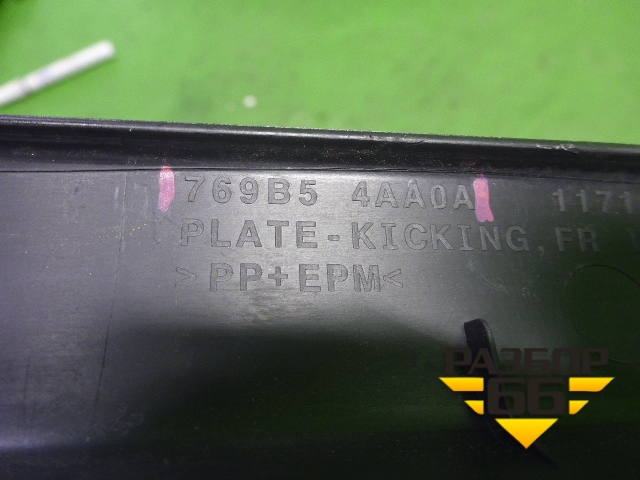 769B5 4AA0A 1171
PLATE-KICKING, FR
>PP+EPM<
РАЗБОР
66